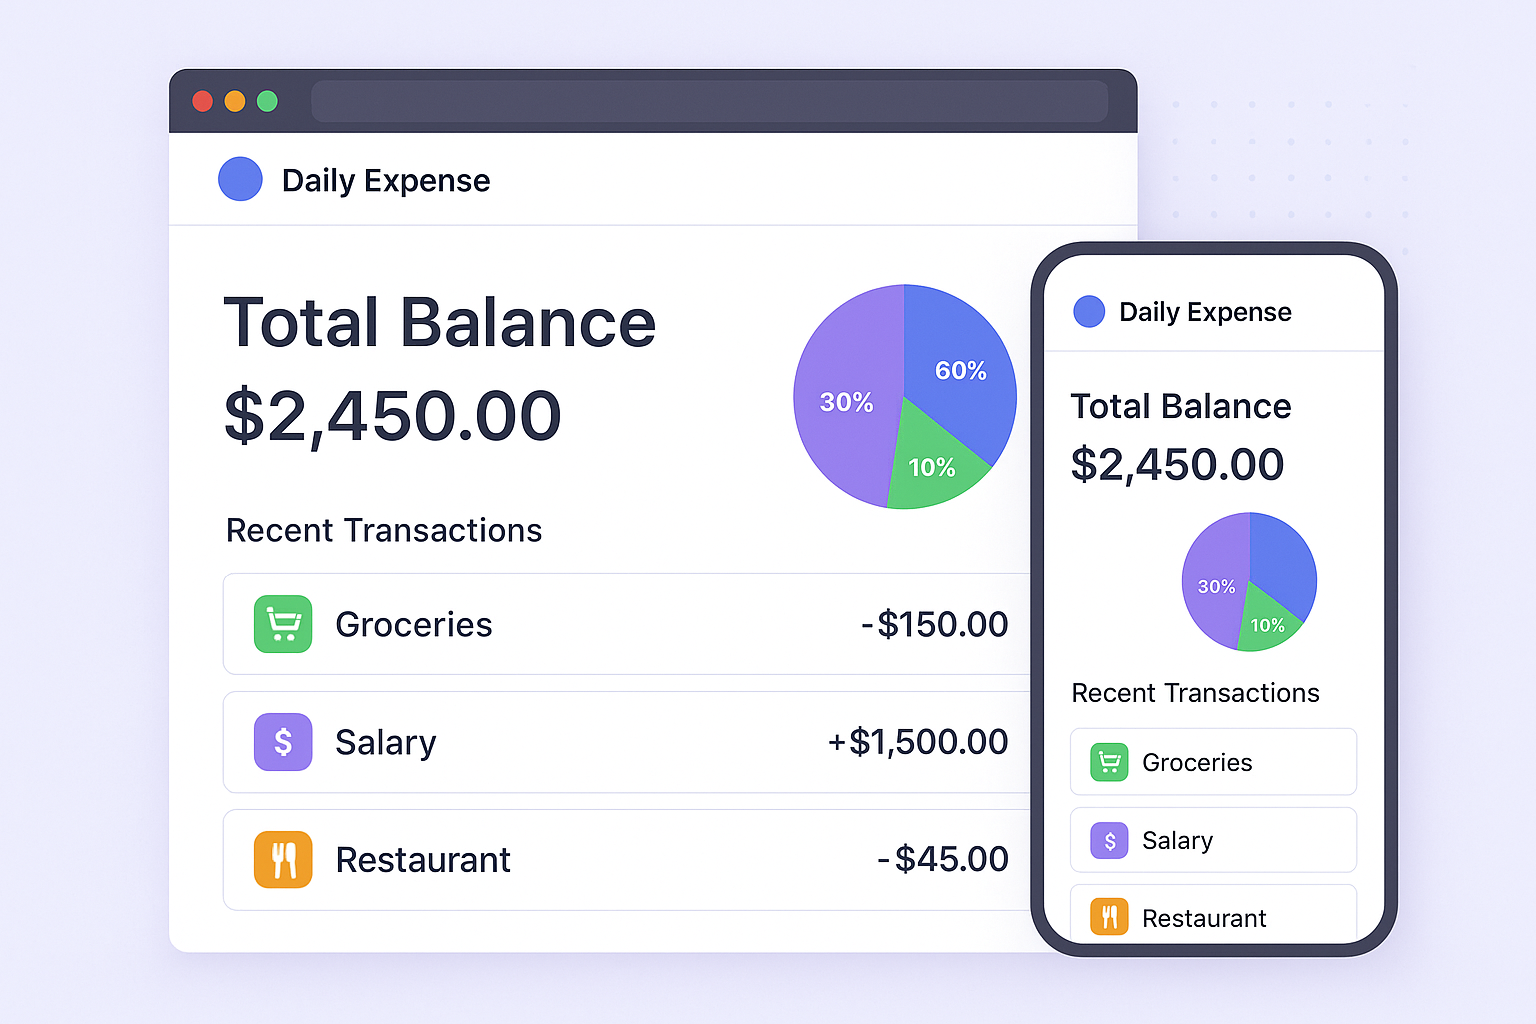 Daily Expense
Total Balance
$2,450.00
60%
30%
10%
Recent Transactions
Groceries
-$150.00
$
Salary
+$1,500.00
Restaurant
-$45.00
Daily Expense
Total Balance
$2,450.00
30%
10%
Recent Transactions
Groceries
$
Salary
Restaurant